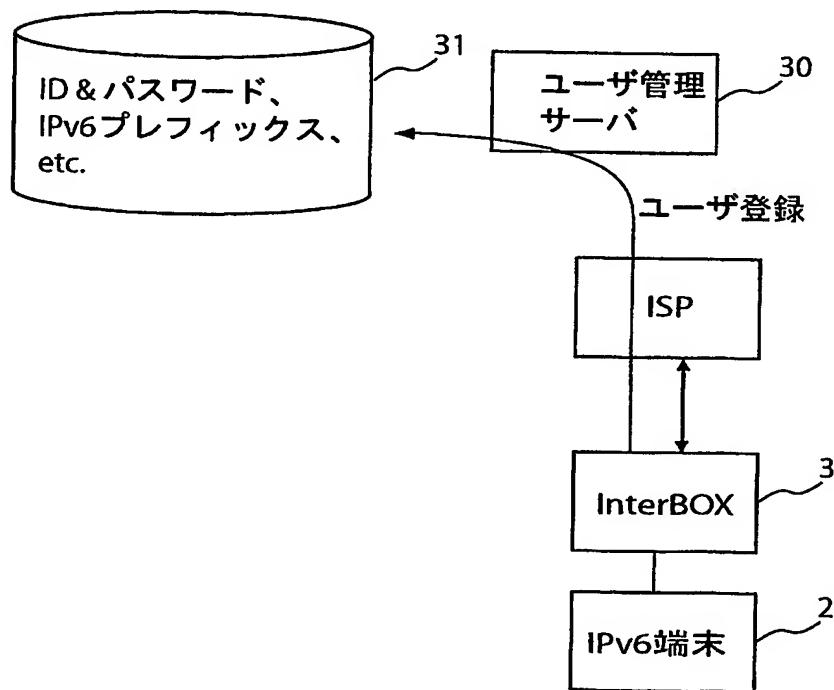 31
ID & パスワード、
IPv6プレフィックス、
etc.
30
ユーザ管理
サーバ
ユーザ登録
ISP
3
InterBOX
2
IPv6端末